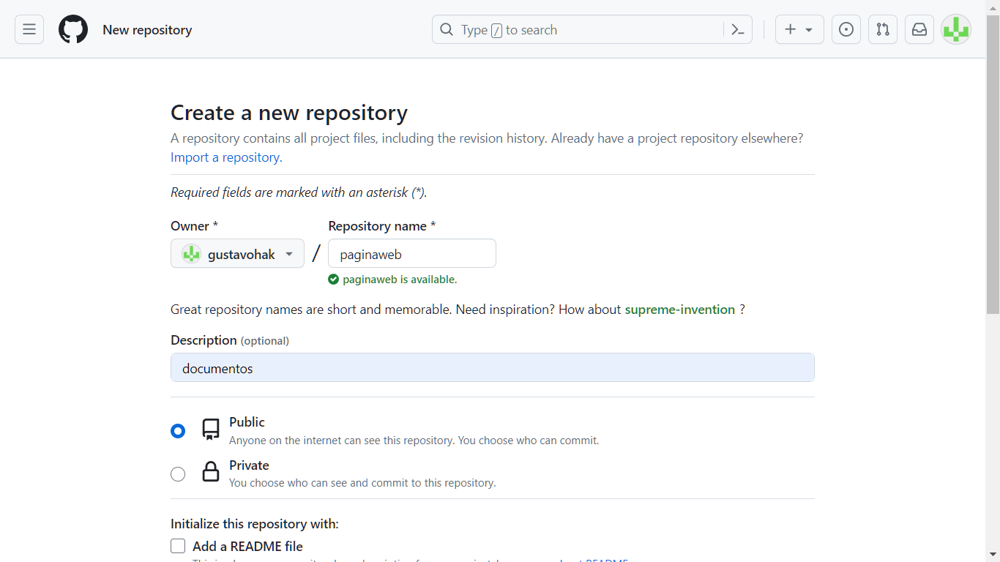 New repository
Type / to search
Create a new repository
A repository contains all project files, including the revision history. Already have a project repository elsewhere?
Import a repository.
Required fields are marked with an asterisk (*).
Owner *
Repository name *
gustavohak
/
paginaweb
paginaweb is available.
Great repository names are short and memorable. Need inspiration? How about supreme-invention ?
Description (optional)
documentos
Public
Anyone on the internet can see this repository. You choose who can commit.
Private
You choose who can see and commit to this repository.
Initialize this repository with:
Add a README file